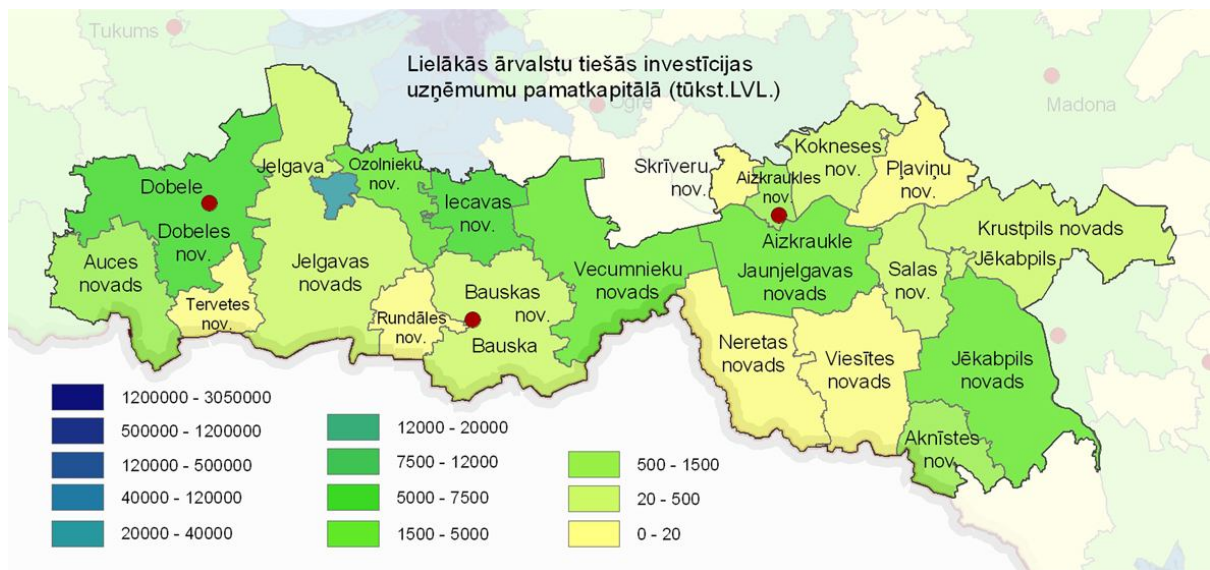 Tukums
Lielākās ārvalstu tiešās investīcijas
uzņēmumu pamatkapitālā (tūkst.LVL.)
Ogre
Madona
Jelgava
Ozolnieku
nov.
Skrīveru
nov.
Kokneses
nov.
Aizkraukles
nov.
Pļaviņu
nov.
Dobele
Dobeles
nov.
Iecavas
nov.
Krustpils novads
Jēkabpils
Auces
novads
Jelgavas
novads
Vecumnieku
novads
Aizkraukle
Jaunjelgavas
novads
Salas
nov.
Tervetes
nov.
Rundāles
nov.
Bauskas
nov.
Bauska
Neretas
novads
Viesītes
novads
Jēkabpils
novads
Aknīstes
nov.
1200000 - 3050000
500000 - 1200000
120000 - 500000
40000 - 120000
20000 - 40000
12000 - 20000
7500 - 12000
5000 - 7500
1500 - 5000
500 - 1500
20 - 500
0 - 20